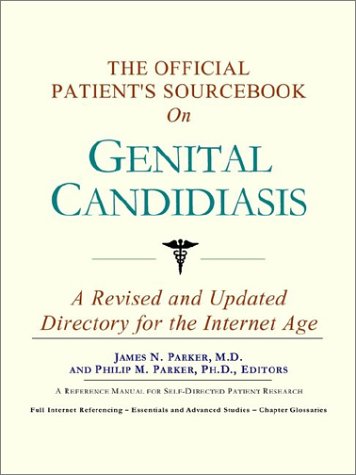 THE OFFICIAL
PATIENT'S SOURCEBOOK
On
GENITAL
CANDIDIASIS
A Revised and Updated
Directory for the Internet Age
JAMES N. PARKER, M.D.
AND PHILIP M. PARKER, PH.D., EDITORS
A REFERENCE MANUAL FOR SELF-DIRECTED PATIENT RESEARCH
Full Internet Referencing – Essentials and Advanced Studies – Chapter Glossaries